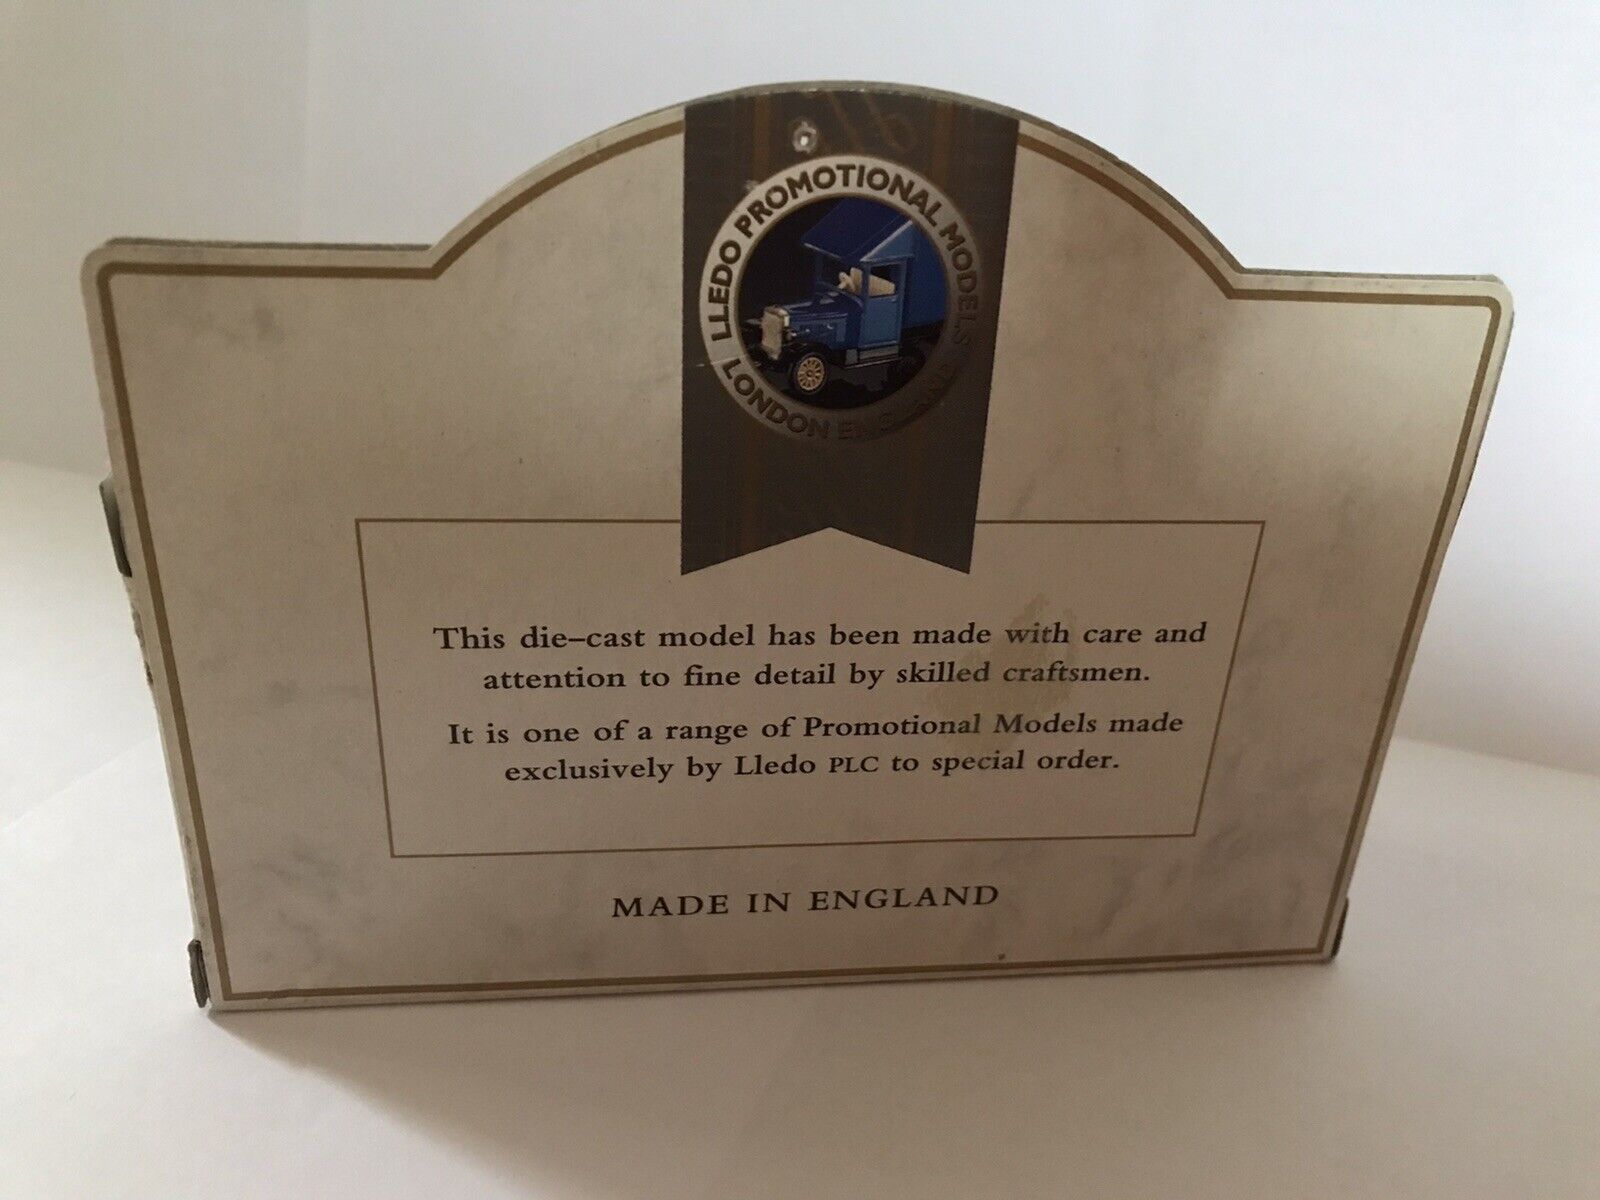 LLEDO PROMOTIONAL MODELS
LONDON ENGLAND
This die-cast model has been made with care and
attention to fine detail by skilled craftsmen.
It is one of a range of Promotional Models made
exclusively by Lledo PLC to special order.
MADE IN ENGLAND